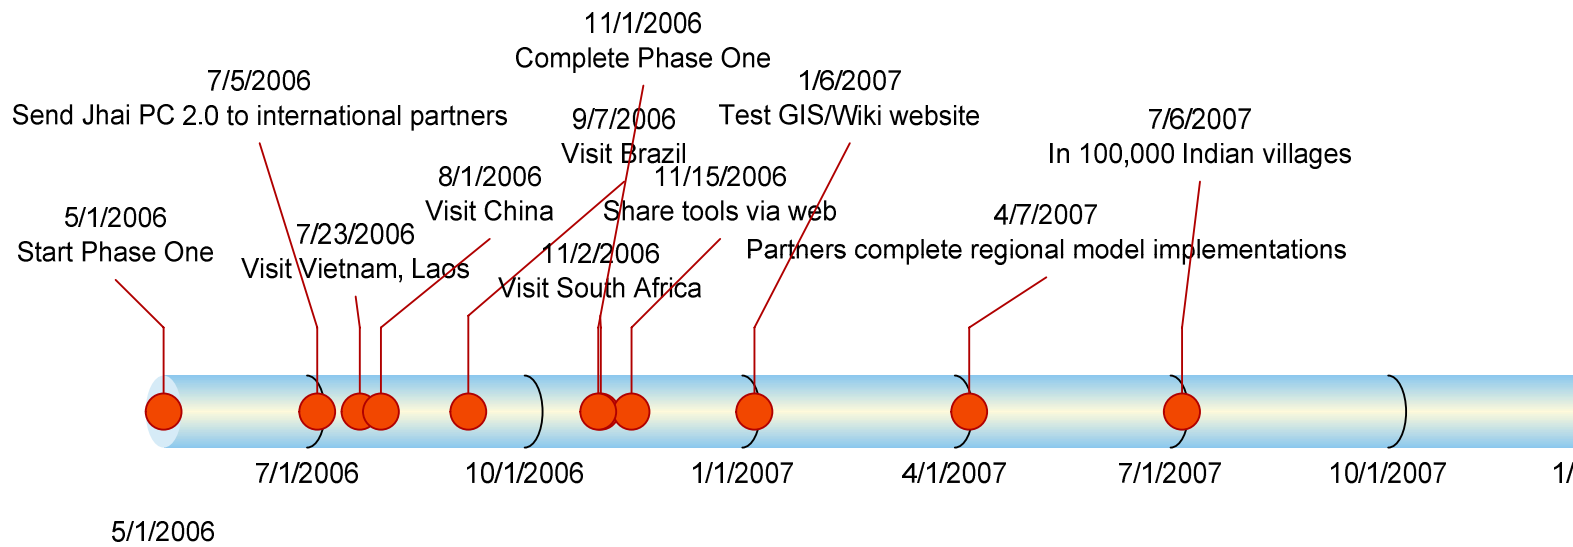 11/1/2006
Complete Phase One
7/5/2006
Send Jhai PC 2.0 to international partners
1/6/2007
Test GIS/Wiki website
9/7/2006
Visit Brazil
7/6/2007
In 100,000 Indian villages
8/1/2006
Visit China
11/15/2006
Share tools via web
5/1/2006
Start Phase One
4/7/2007
Partners complete regional model implementations
7/23/2006
Visit Vietnam, Laos
11/2/2006
Visit South Africa
7/1/2006
10/1/2006
1/1/2007
4/1/2007
7/1/2007
10/1/2007
1/
5/1/2006